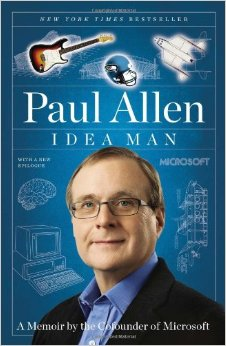 NEW YORK TIMES BESTSELLER
Paul Allen
IDEA MAN
WITH A NEW
EPILOGUE
MICROSOFT
A Memoir by the Cofounder of Microsoft